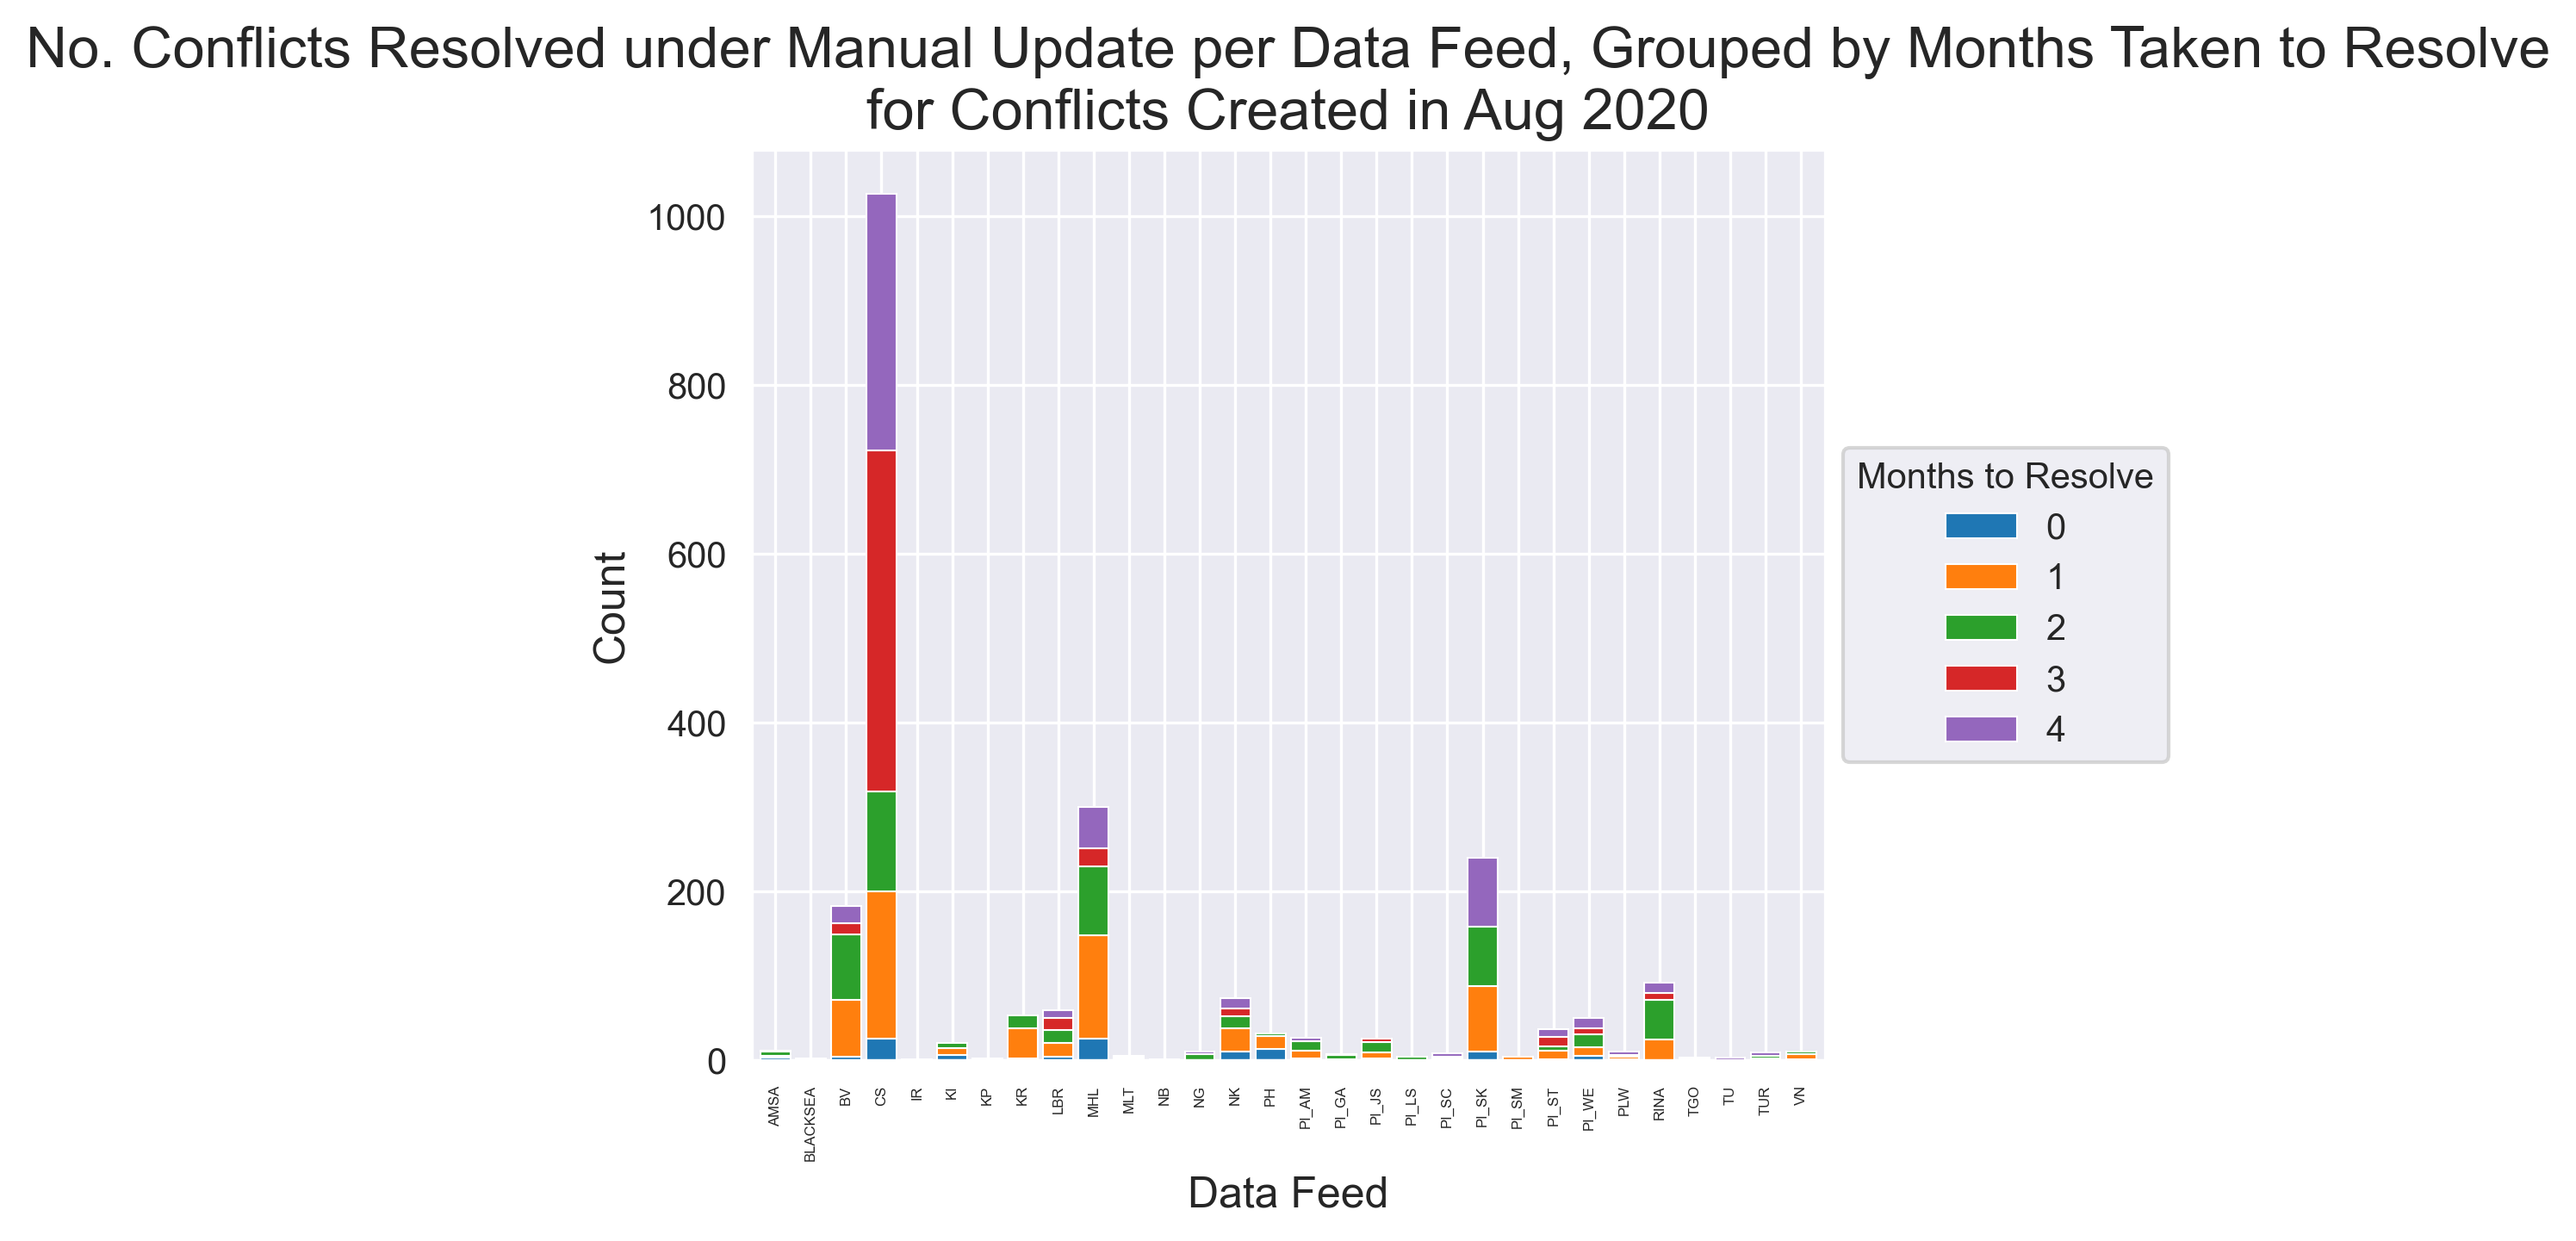 No. Conflicts Resolved under Manual Update per Data Feed, Grouped by Months Taken to Resolve
for Conflicts Created in Aug 2020
1000
800
600
400
200
0
Count
AMSA
BLACKSEA
BV
CS
IR
KI
KP
KR
LBR
MHL
MLT
NB
NG
NK
PH
PI_AM
PI_GA
PI_JS
PI_LS
PI_SC
PI_SK
PI_SM
PI_ST
PI_WE
PLW
RINA
TGO
TU
TUR
VN
Data Feed
Months to Resolve
0
1
2
3
4